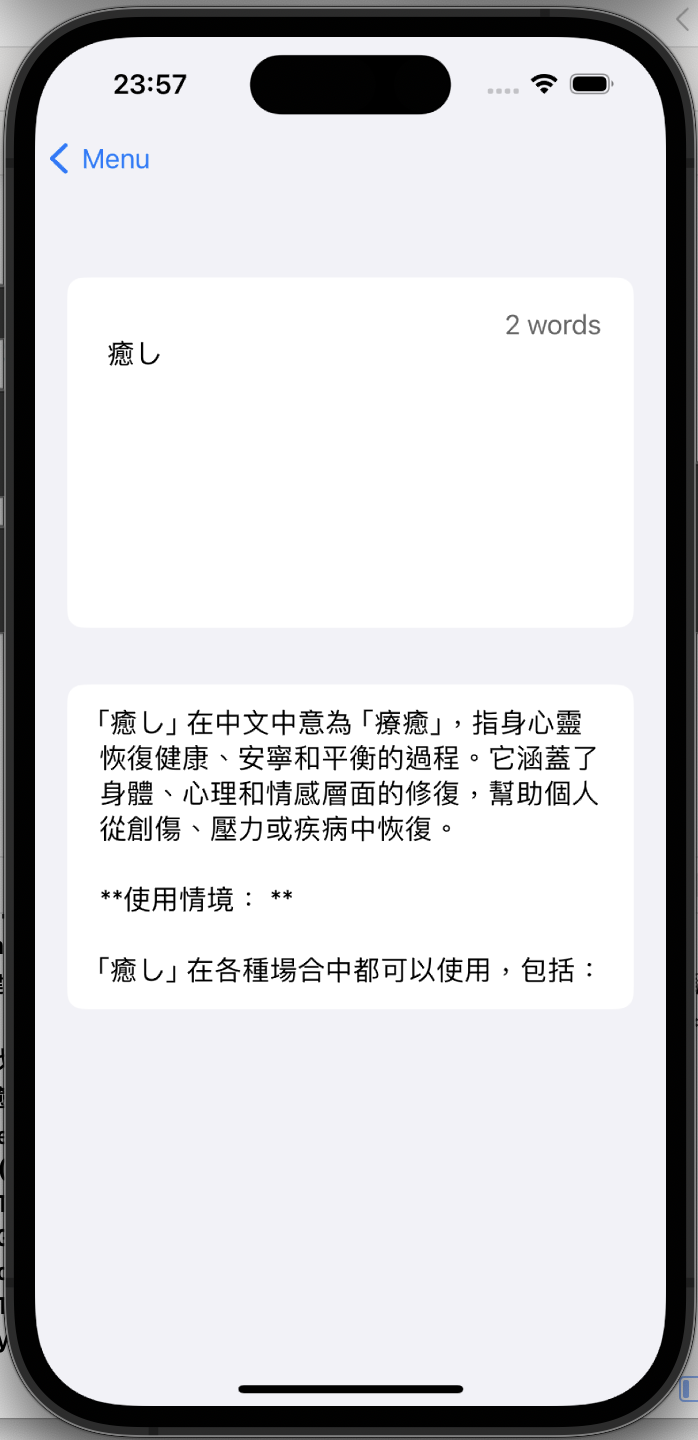 23:57
Menu
2 words
癒し
「癒し」在中文中意為「療癒」，指身心靈
恢復健康、安寧和平衡的過程。它涵蓋了
身體、心理和情感層面的修復，幫助個人
從創傷、壓力或疾病中恢復。
**使用情境： **
「癒し」在各種場合中都可以使用，包括：